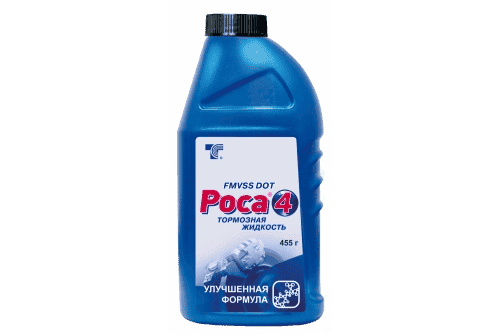 FMVSS DOT
Роса® 4
ТОРМОЗНАЯ
ЖИДКОСТЬ
455 г
УЛУЧШЕННАЯ
ФОРМУЛА